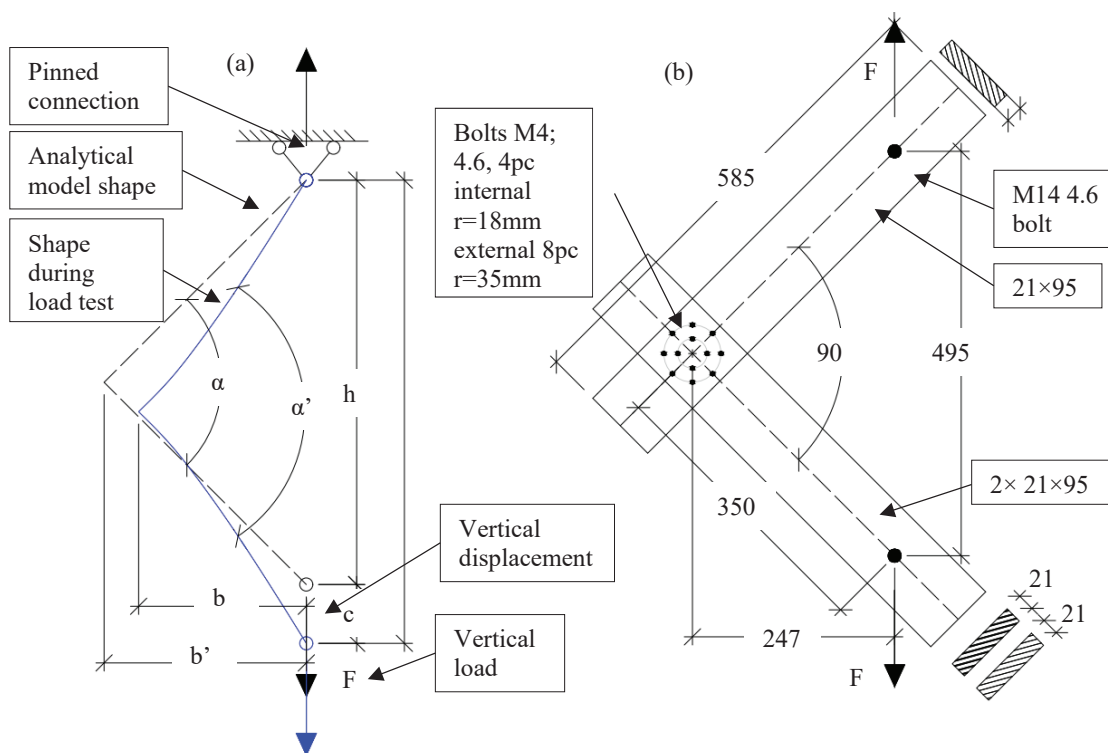 (a)
Pinned
connection
Analytical
model shape
Shape
during
load test
α
α’
h
b
c
b’
F
Vertical
displacement
Vertical
load
(b)
F
Bolts M4;
4.6, 4pc
internal
r=18mm
external 8pc
r=35mm
585
M14 4.6
bolt
21×95
90
495
350
2× 21×95
247
21
21
F